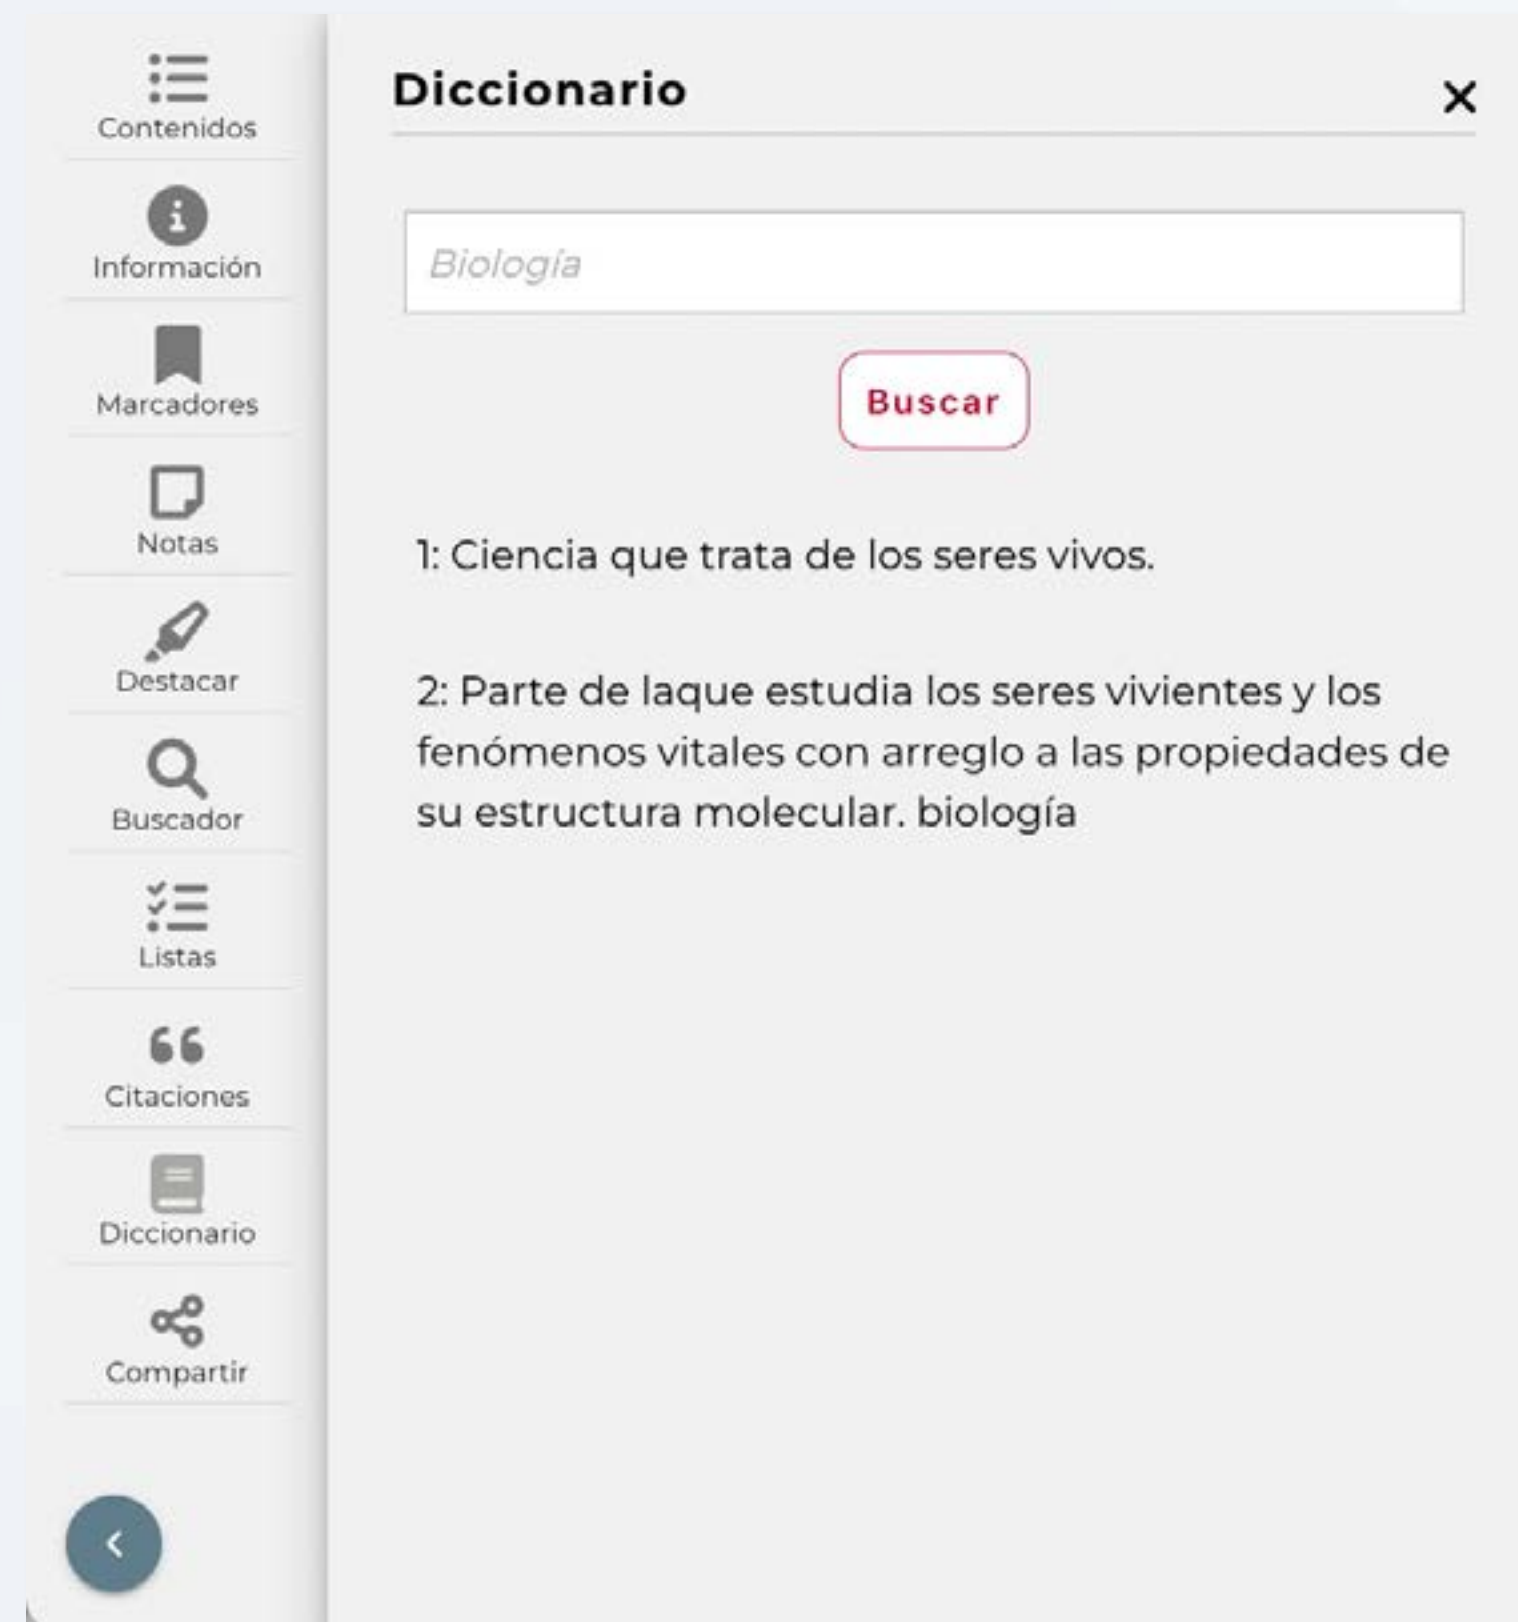 Contenidos
Información
Marcadores
Notas
Destacar
Buscador
Listas
Citaciones
Diccionario
Compartir
Diccionario
Biología
Buscar
1: Ciencia que trata de los seres vivos.
2: Parte de laque estudia los seres vivientes y los
fenómenos vitales con arreglo a las propiedades de
su estructura molecular. biología